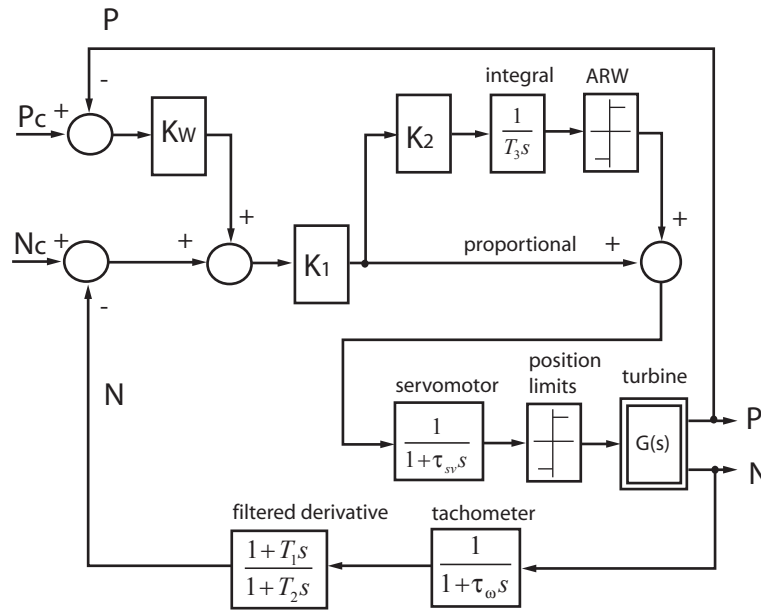 P
integral
ARW
-
Pc +
Kw
K2
1
T3s
+
+
Nc +
+
K1
proportional
+
-
N
servomotor
position
limits
turbine
1
1+τsvs
G(s)
P
N
filtered derivative
tachometer
1+T1s
1+T2s
1
1+τωs